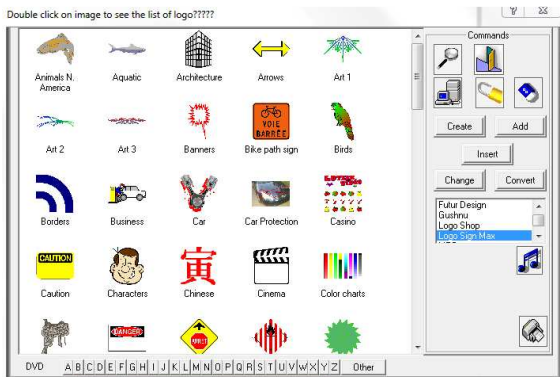 Double click on image to see the list of logo?????
Animals N.
America
Aquatic
Architecture
Arrows
Art 1
VOIE
BARRÉE
Art 2
Art 3
Banners
Bike path sign
Birds
Borders
Business
Car
Car Protection
Casino
CAUTION
寅
Caution
Characters
Chinese
Cinema
Color charts
DANGER
DVD
A B C D E F G H I J K L M N O P Q R S T U V W X Y Z
Other
Commands
Create
Add
Insert
Change
Convert
Futur Design
Gushnu
Logo Shop
Logo Sign Max